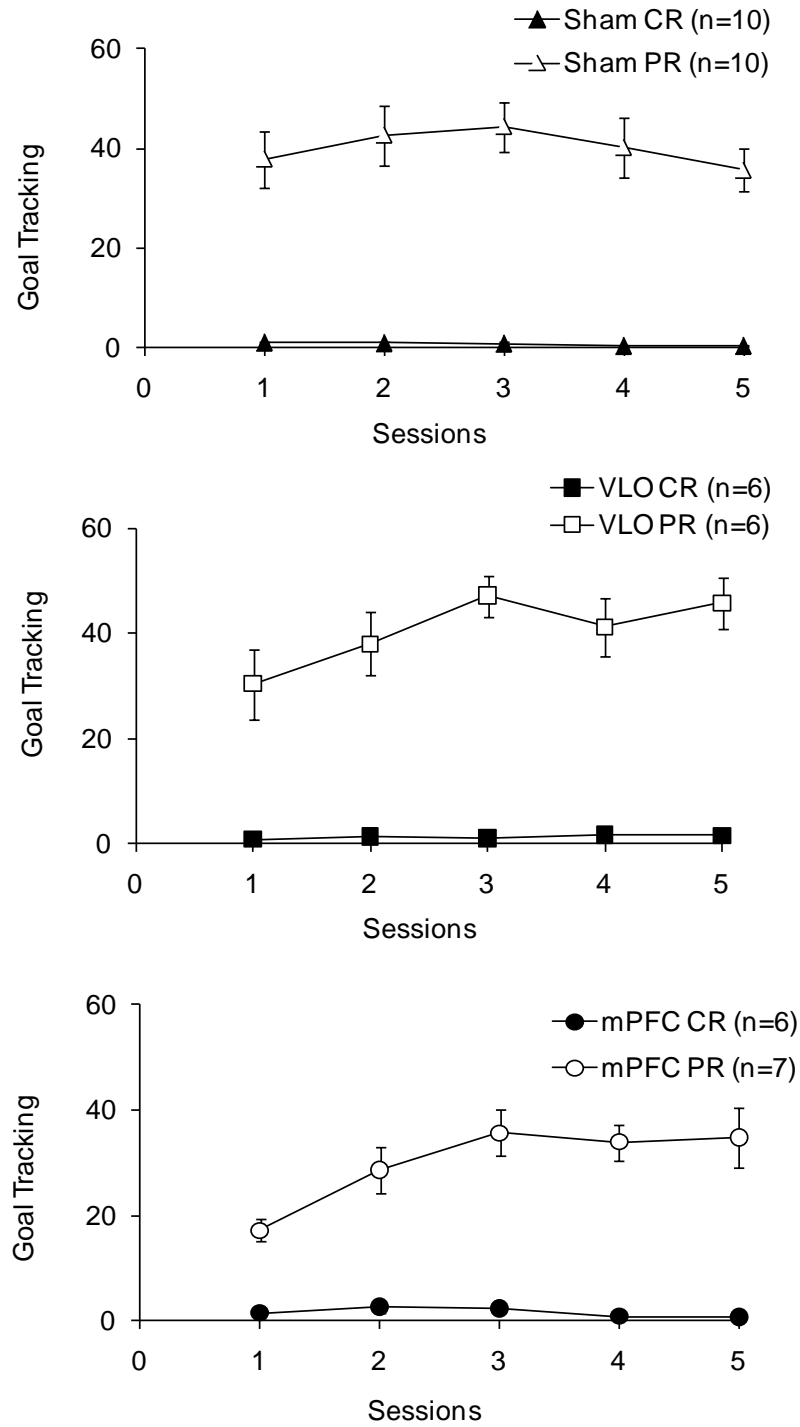 Sham CR (n=10)
Sham PR (n=10)
60
40
20
0
Goal Tracking
0 1 2 3 4 5
Sessions
VLO CR (n=6)
VLO PR (n=6)
60
40
20
0
Goal Tracking
0 1 2 3 4 5
Sessions
mPFC CR (n=6)
mPFC PR (n=7)
60
40
20
0
Goal Tracking
0 1 2 3 4 5
Sessions